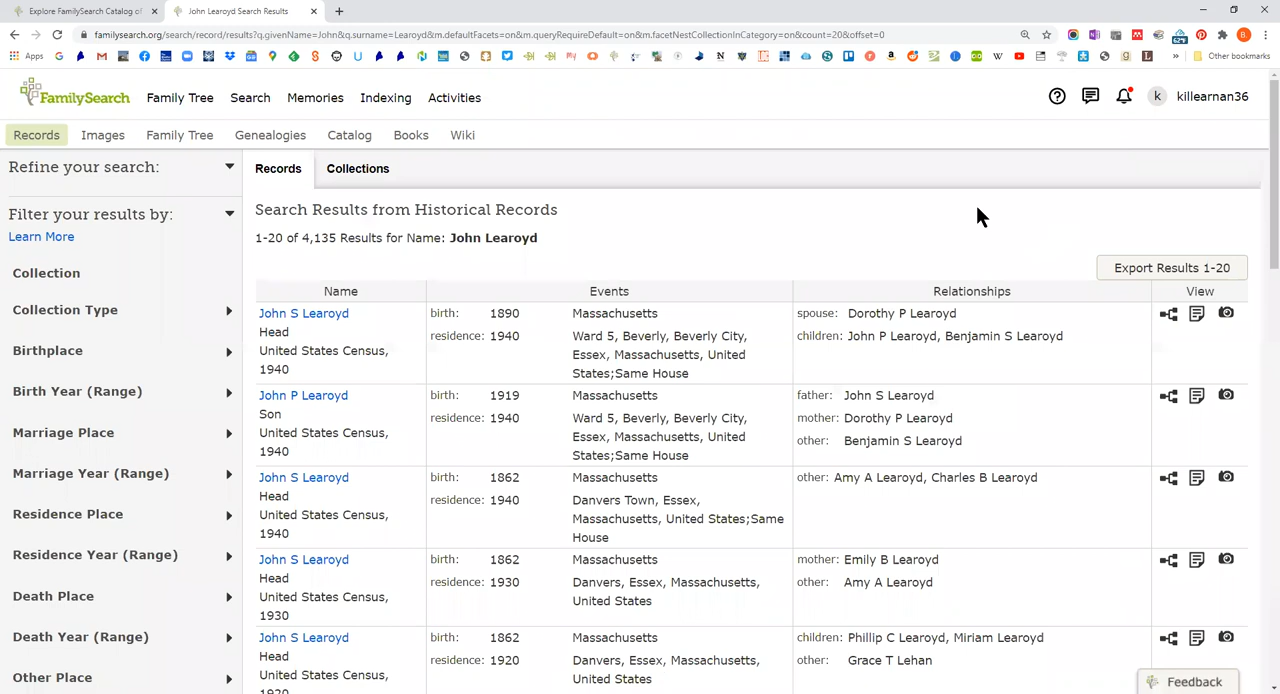 Explore FamilySearch Catalog of
John Learoyd Search Results
familysearch.org/search/record/results?q.givenName=John&q.surname=Learoyd&m.defaultFacets=on&m.queryRequireDefault=on&m.facetNestCollectionInCategory=on&count=20&offset=0
Apps
Other bookmarks
FamilySearch
Family Tree
Search
Memories
Indexing
Activities
k
killearnan36
Records
Images
Family Tree
Genealogies
Catalog
Books
Wiki
Refine your search:
Filter your results by:
Learn More
Collection
Collection Type
Birthplace
Birth Year (Range)
Marriage Place
Marriage Year (Range)
Residence Place
Residence Year (Range)
Death Place
Death Year (Range)
Other Place
Records
Collections
Search Results from Historical Records
1-20 of 4,135 Results for Name: John Learoyd
Export Results 1-20
Name
Events
Relationships
View
John S Learoyd
Head
United States Census,
1940
birth: 1890 Massachusetts
residence: 1940 Ward 5, Beverly, Beverly City,
Essex, Massachusetts, United
States;Same House
spouse: Dorothy P Learoyd
children: John P Learoyd, Benjamin S Learoyd
John P Learoyd
Son
United States Census,
1940
birth: 1919 Massachusetts
residence: 1940 Ward 5, Beverly, Beverly City,
Essex, Massachusetts, United
States;Same House
father: John S Learoyd
mother: Dorothy P Learoyd
other: Benjamin S Learoyd
John S Learoyd
Head
United States Census,
1940
birth: 1862 Massachusetts
residence: 1940 Danvers Town, Essex,
Massachusetts, United States;Same
House
other: Amy A Learoyd, Charles B Learoyd
John S Learoyd
Head
United States Census,
1930
birth: 1862 Massachusetts
residence: 1930 Danvers, Essex, Massachusetts,
United States
mother: Emily B Learoyd
other: Amy A Learoyd
John S Learoyd
Head
United States Census,
1920
birth: 1862 Massachusetts
residence: 1920 Danvers, Essex, Massachusetts,
United States
children: Phillip C Learoyd, Miriam Learoyd
other: Grace T Lehan
Feedback